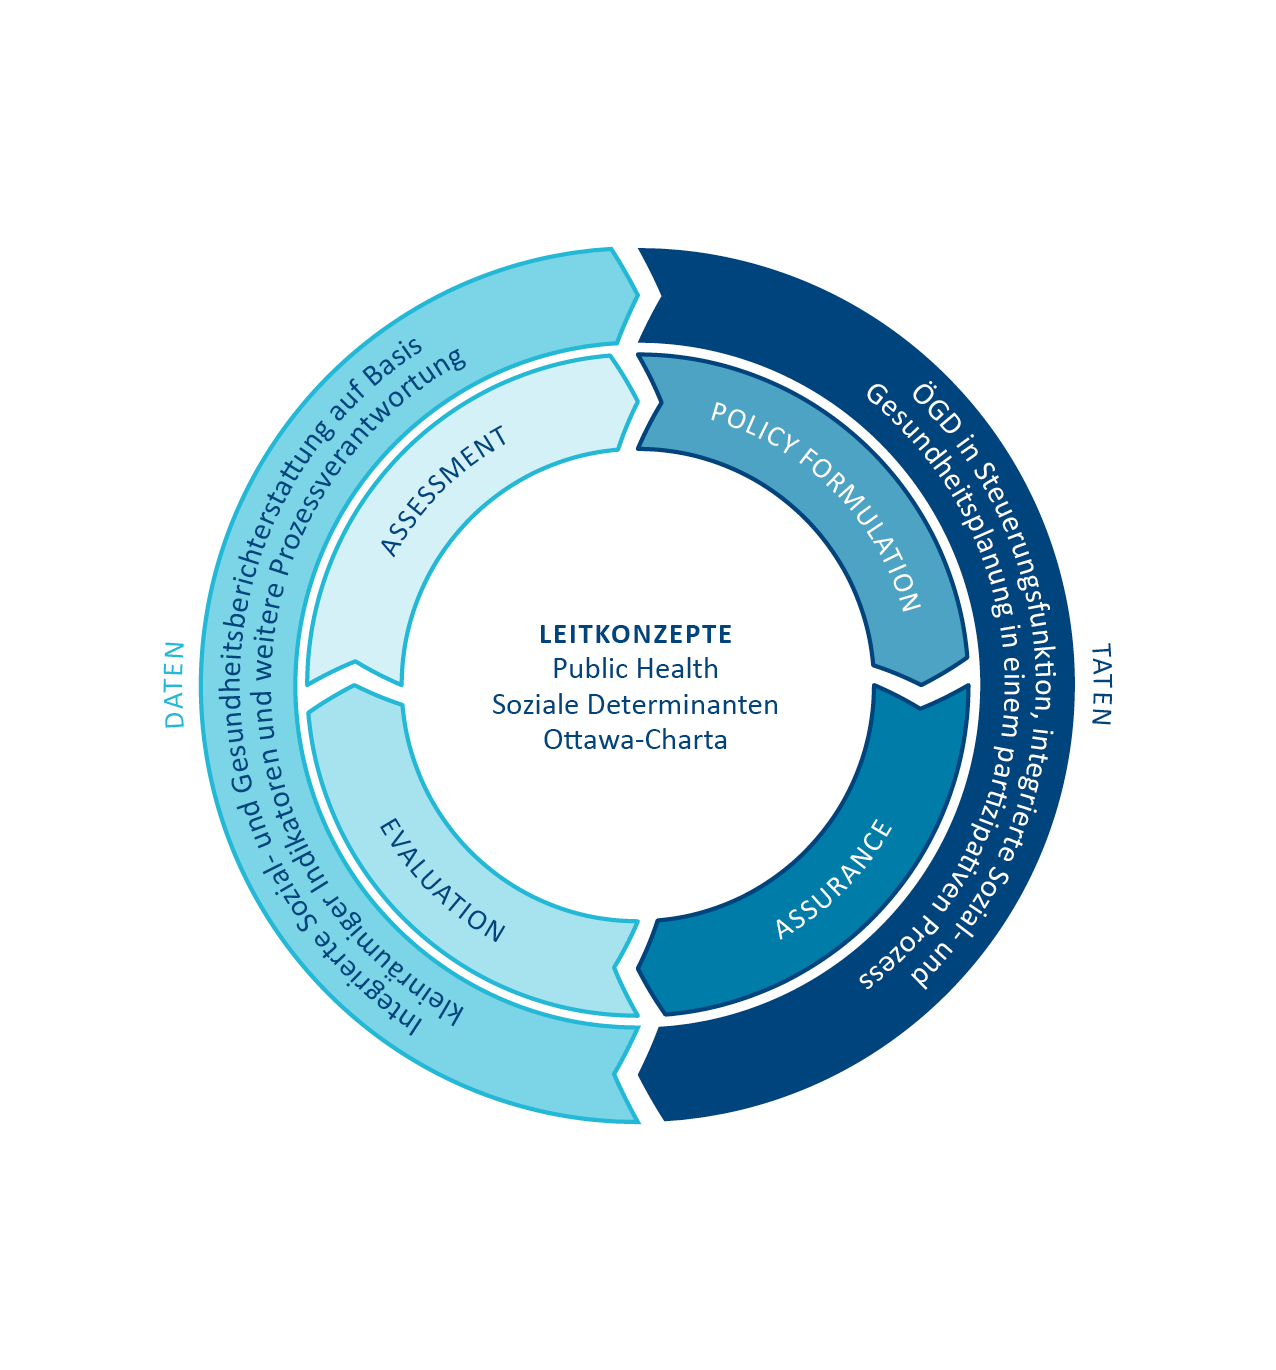 DATEN
Integrierte Sozial- und Gesundheitsberichterstattung auf Basis
kleinräumiger Indikatoren und weitere Prozessverantwortung
ASSESSMENT
POLICY FORMULATION
ÖGD in Steuerungsfunktion, integrierte Sozial- und
Gesundheitsplanung in einem partizipativen Prozess
TATEN
LEITKONZEPTE
Public Health
Soziale Determinanten
Ottawa-Charta
EVALUATION
ASSURANCE